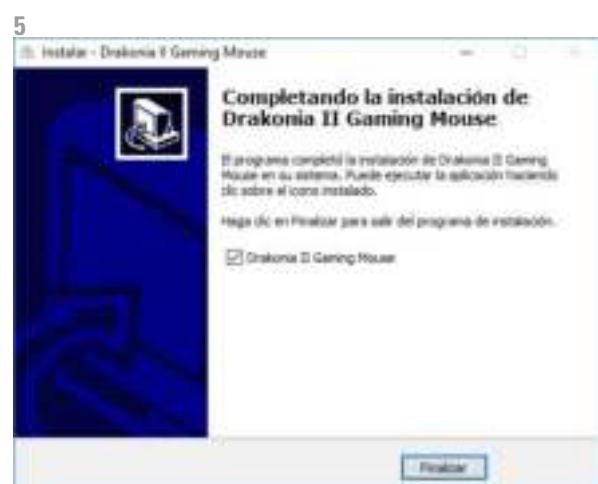 5
Instalar - Drakonia II Gaming Mouse
Completando la instalación de
Drakonia II Gaming Mouse
El programa completó la instalación de Drakonia II Gaming
Mouse en su sistema. Puede ejecutar la aplicación haciendo
clic sobre el icono instalado.
Haga clic en Finalizar para salir del programa de instalación.
Drakonia II Gaming Mouse
Finalizar